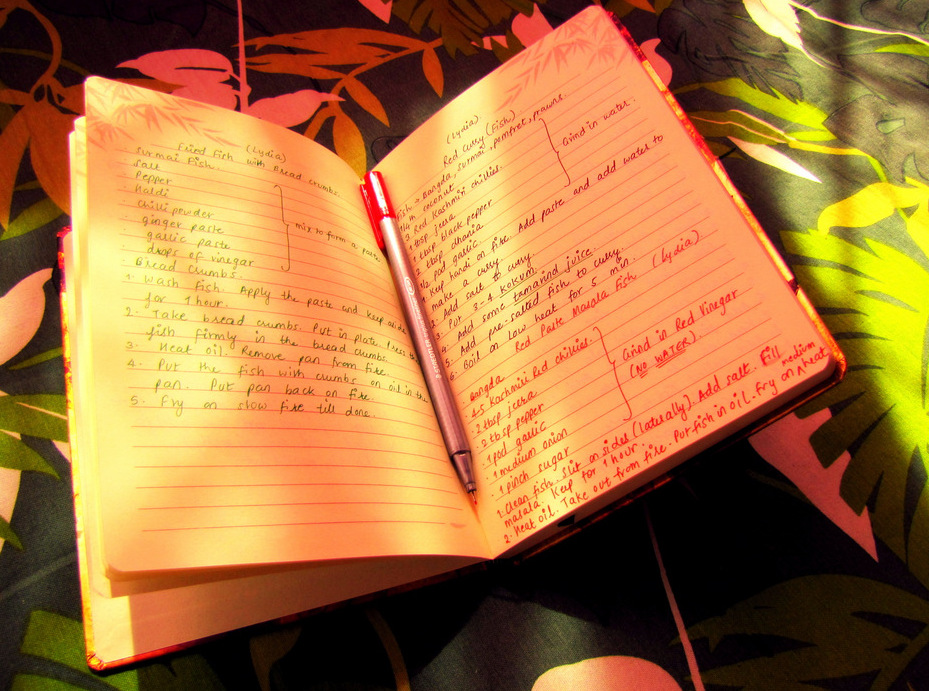 (Lydia)
Fried Fish with Bread crumbs.
Surmai Fish.
Salt
Pepper
Haldi
chilli powder
ginger paste
garlic paste
drops of vinegar
mix to form a paste
Bread crumbs.
1. Wash fish. Apply the paste and keep aside
for 1 hour.
2. Take bread crumbs. Put in plate. Press the
fish firmly in the bread crumbs.
3. Heat oil. Remove pan from fire.
4. Put the fish with crumbs on oil in the
pan. Put pan back on fire.
5. Fry on slow fire till done.
(Lydia).
Red Curry (Fish)
Fish → Bangda, surmai, pomfret, prawns.
coconut
Red Kashmiri chillies.
tbsp jeera
1 tbsp black pepper
2 tbsp dhania
1/2 pod garlic
Grind in water.
1. Keep handi on fire. Add paste and add water to
make a curry.
2. Add salt to curry.
3. Put 3-4 kokum.
4. Add some tamarind juice.
5. Add pre-salted fish to curry.
6. Boil on low heat for 5 min.
Red Paste Masala Fish (Lydia)
Bangda
4-5 Kashmiri Red chillies.
2 tbsp jeera
2 tbsp pepper
1 pod garlic
1 medium onion
1 pinch sugar
Grind in Red Vinegar
(NO WATER)
1. Clean fish. Slit on sides (laterally). Add salt. Fill
masala. Keep for 1 hour.
2. Heat oil. Take out from fire. Put fish in oil. Fry on medium
heat